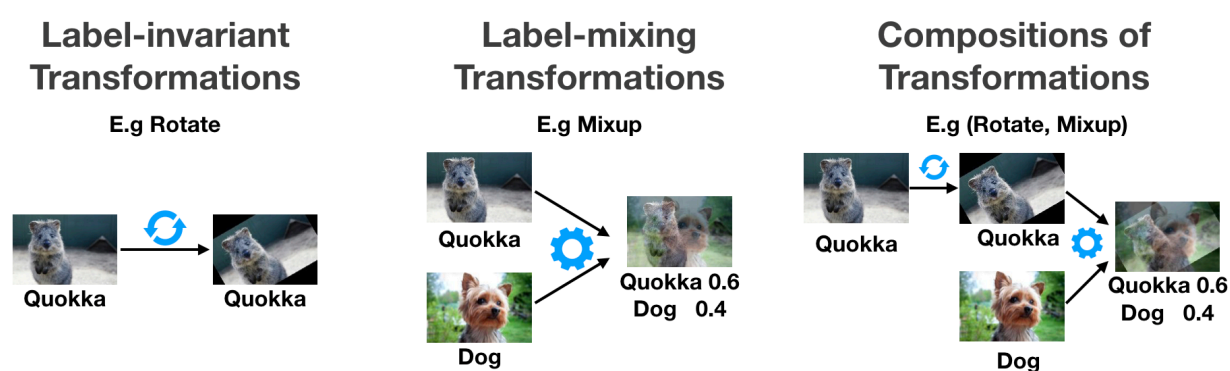 Label-invariant
Transformations
E.g Rotate
Quokka
Quokka
Label-mixing
Transformations
E.g Mixup
Quokka
Dog
Quokka 0.6
Dog 0.4
Compositions of
Transformations
E.g (Rotate, Mixup)
Quokka
Quokka
Dog
Quokka 0.6
Dog 0.4